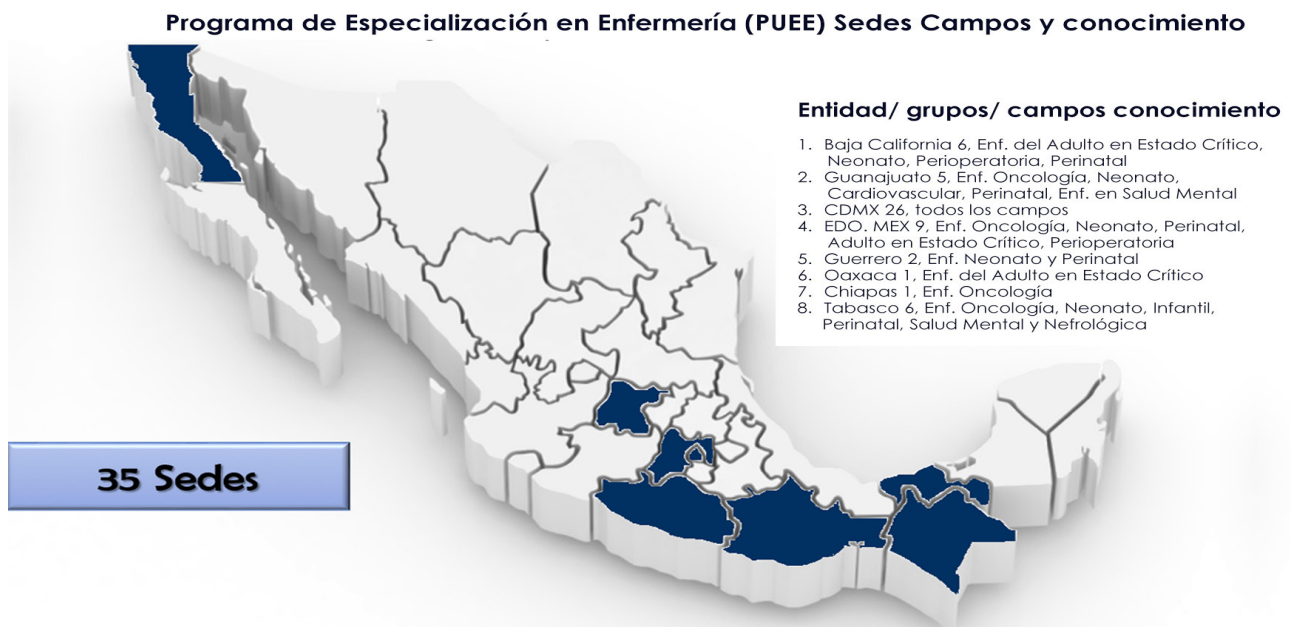 Programa de Especialización en Enfermería (PUEE) Sedes Campos y conocimiento
Entidad/ grupos/ campos conocimiento
1. Baja California 6, Enf. del Adulto en Estado Crítico,
Neonato, Perioperatoria, Perinatal
2. Guanajuato 5, Enf. Oncología, Neonato,
Cardiovascular, Perinatal, Enf. en Salud Mental
3. CDMX 26, todos los campos
4. EDO. MEX 9, Enf. Oncología, Neonato, Perinatal,
Adulto en Estado Crítico, Perioperatoria
5. Guerrero 2, Enf. Neonato y Perinatal
6. Oaxaca 1, Enf. del Adulto en Estado Crítico
7. Chiapas 1, Enf. Oncología
8. Tabasco 6, Enf. Oncología, Neonato, Infantil,
Perinatal, Salud Mental y Nefrológica
35 Sedes